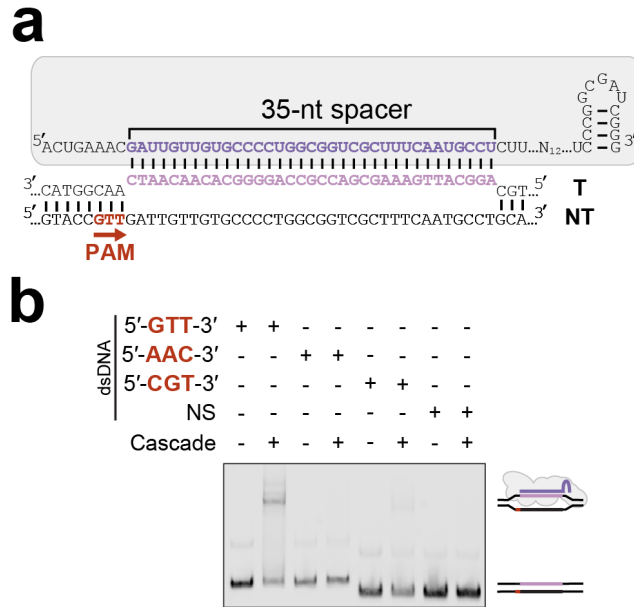 a
35-nt spacer
C G A U
G C
G G
C G
C G
C G
5′ ACUGAAACGAUUGUUGUGCCCCUGGCGGUCGCUUUCAAUGCCUCUU...N12...UC G 3′
3′ ...CATGGCAA CTAACAACACGGGGACCGCCAGCGAAAGTTACGGA CGT... 5′ T
...GTACCGTTGATTGTTGTGCCCCTGGCGGTCGCTTTCAATGCCTGCA... 3′ NT
PAM
b
dsDNA
5′-GTT-3′ + + - - - - - -
5′-AAC-3′ - - + + - - - -
5′-CGT-3′ - - - - + + - -
NS - - - - - - + +
Cascade - + - + - + - +